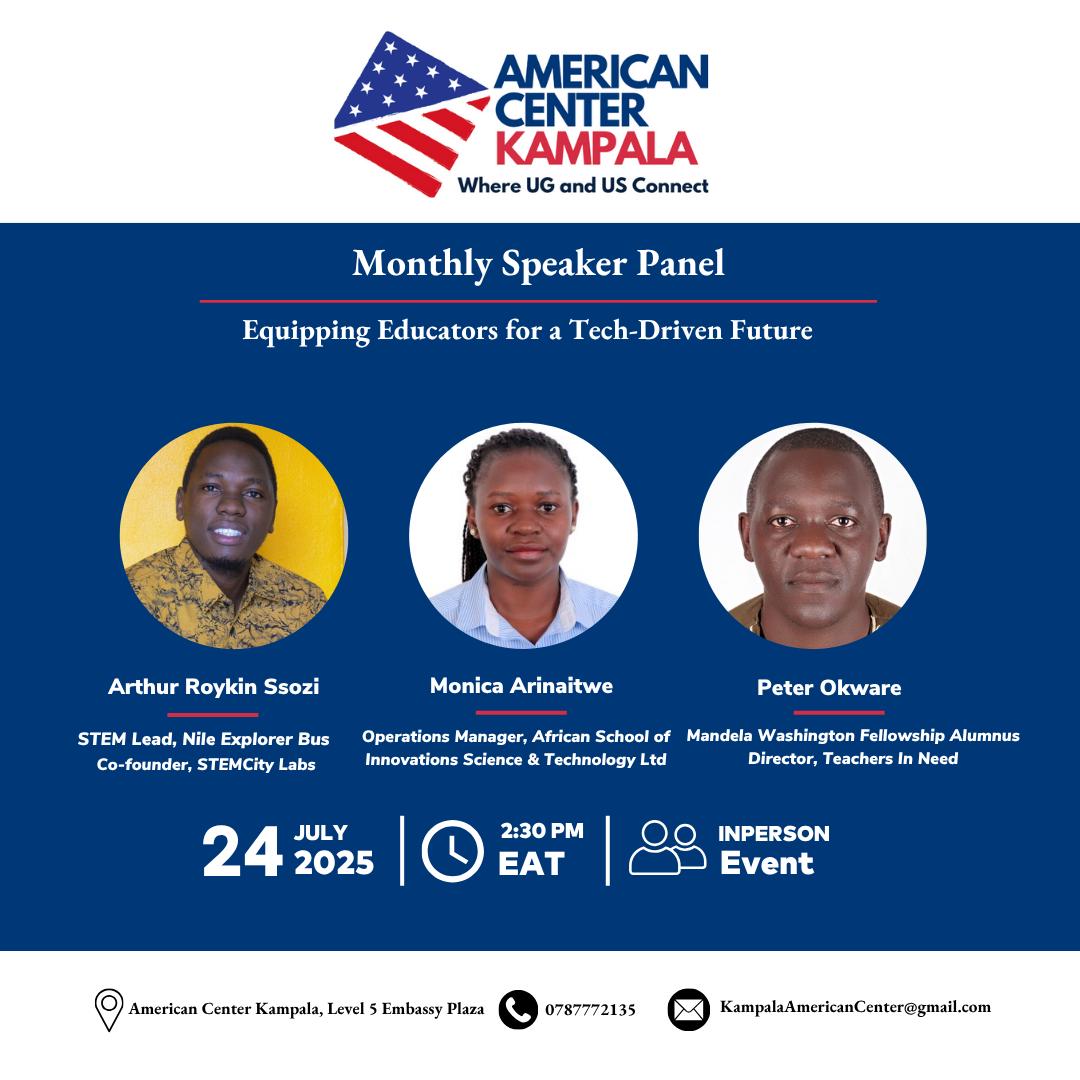 AMERICAN
CENTER
KAMPALA
Where UG and US Connect
Monthly Speaker Panel
Equipping Educators for a Tech-Driven Future
Arthur Roykin Ssozi
STEM Lead, Nile Explorer Bus
Co-founder, STEMCity Labs
Monica Arinaitwe
Operations Manager, African School of
Innovations Science & Technology Ltd
Peter Okware
Mandela Washington Fellowship Alumnus
Director, Teachers In Need
24 JULY
2025
2:30 PM
EAT
INPERSON
Event
American Center Kampala, Level 5 Embassy Plaza
0787772135
KampalaAmericanCenter@gmail.com